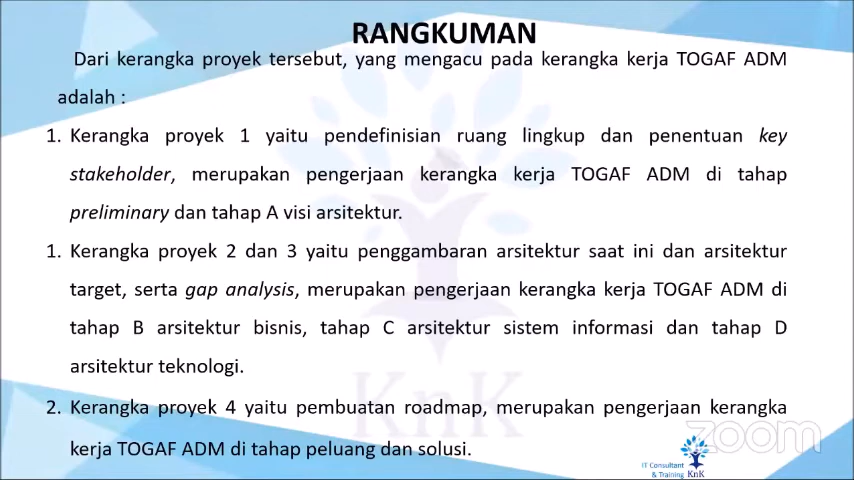 RANGKUMAN
Dari kerangka proyek tersebut, yang mengacu pada kerangka kerja TOGAF ADM
adalah :
1. Kerangka proyek 1 yaitu pendefinisian ruang lingkup dan penentuan key
stakeholder, merupakan pengerjaan kerangka kerja TOGAF ADM di tahap
preliminary dan tahap A visi arsitektur.
1. Kerangka proyek 2 dan 3 yaitu penggambaran arsitektur saat ini dan arsitektur
target, serta gap analysis, merupakan pengerjaan kerangka kerja TOGAF ADM di
tahap B arsitektur bisnis, tahap C arsitektur sistem informasi dan tahap D
arsitektur teknologi.
2. Kerangka proyek 4 yaitu pembuatan roadmap, merupakan pengerjaan kerangka
kerja TOGAF ADM di tahap peluang dan solusi.
KnK
zoom
IT Consultant
& Training KnK